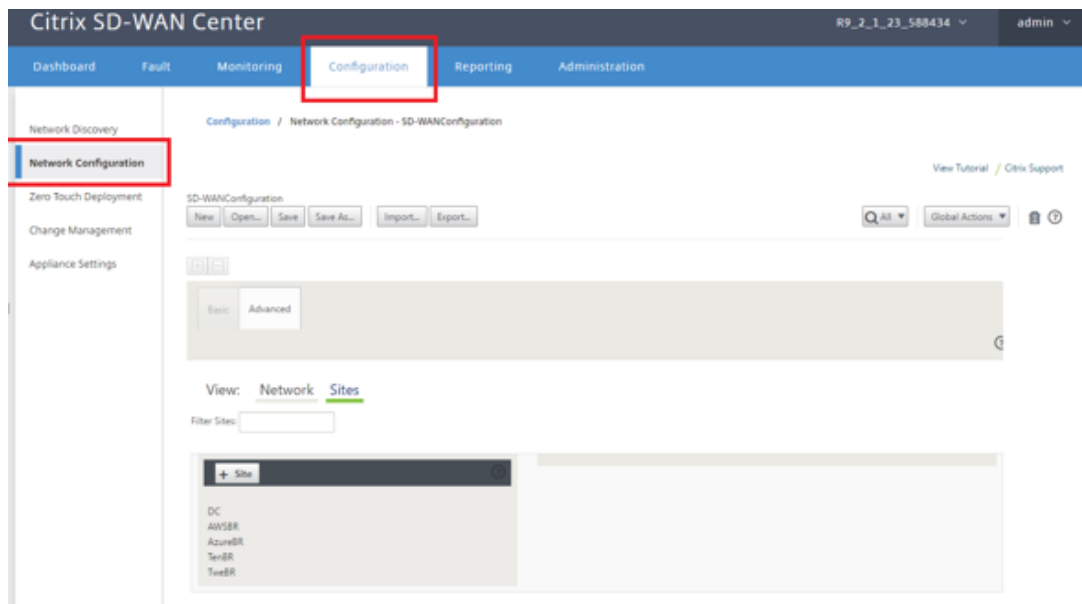 Citrix SD-WAN Center
R9_2_1_23_588434 admin
Dashboard Fault Monitoring Configuration Reporting Administration
Network Discovery
Network Configuration
Zero Touch Deployment
Change Management
Appliance Settings
Configuration / Network Configuration - SD-WANConfiguration
View Tutorial / Citrix Support
SD-WANConfiguration
New Open... Save Save As... Import... Export... All Global Actions
Basic Advanced
View: Network Sites
Filter Sites:
+ Site
DC
AWSBR
AzureBR
TenBR
TweBR